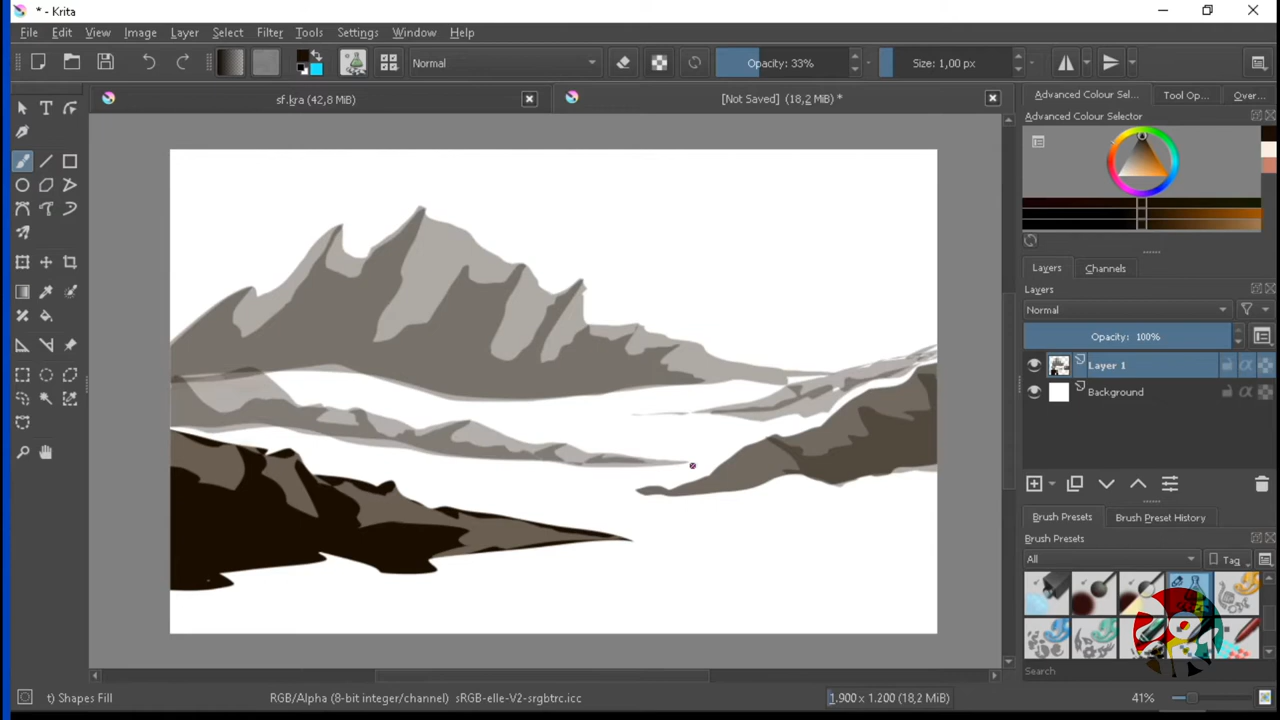 * - Krita
File Edit View Image Layer Select Filter Tools Settings Window Help
Normal
Opacity: 33%
Size: 1,00 px
sf.kra (42,8 MiB)
[Not Saved] (18,2 MiB) *
Advanced Colour Sel... Tool Op... Over...
Advanced Colour Selector
Layers Channels
Layers
Normal
Opacity: 100%
Layer 1
Background
Brush Presets Brush Preset History
Brush Presets
All
Tag
Search
t) Shapes Fill
RGB/Alpha (8-bit integer/channel) sRGB-elle-V2-srgbtrc.icc
1.900 x 1.200 (18,2 MiB)
41%